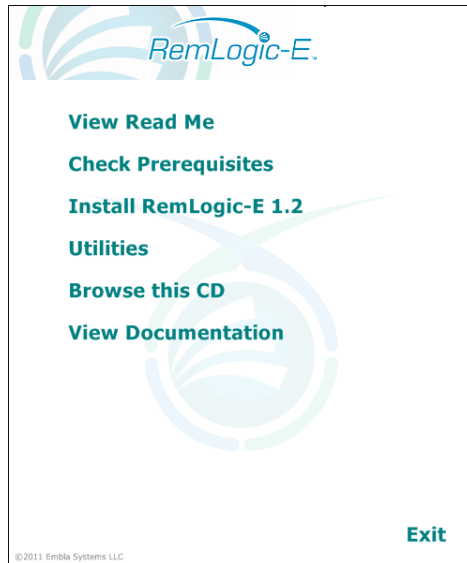 RemLogic-E.
View Read Me
Check Prerequisites
Install RemLogic-E 1.2
Utilities
Browse this CD
View Documentation
Exit
©2011 Embla Systems LLC